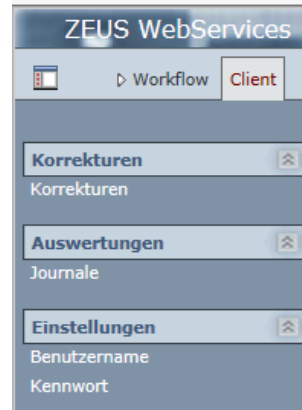 ZEUS WebServices
Workflow Client
Korrekturen
Korrekturen
Auswertungen
Journale
Einstellungen
Benutzername
Kennwort